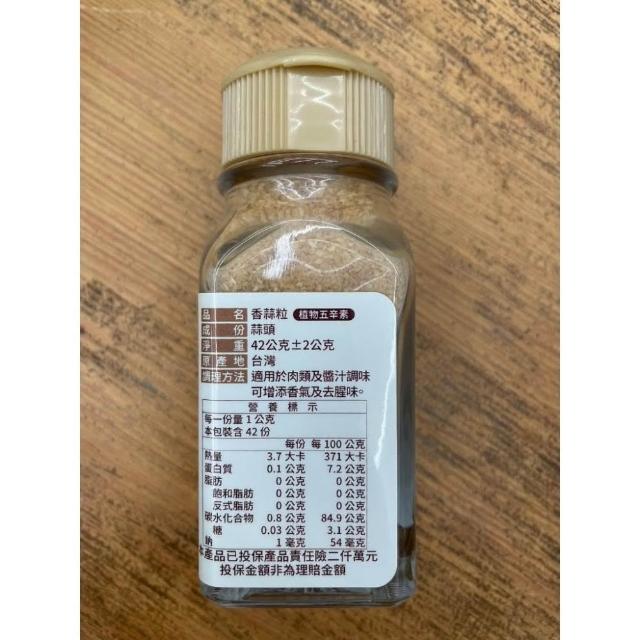 品 名 香蒜粒 植物五辛素
成 份 蒜頭
淨 重 42公克±2公克
原 產 地 台灣
調理方法 適用於肉類及醬汁調味
可增添香氣及去腥味。
營養標示
每一份量 1 公克
本包裝含 42 份
每份 每 100 公克
熱量 3.7 大卡 371 大卡
蛋白質 0.1 公克 7.2 公克
脂肪 0 公克 0 公克
飽和脂肪 0 公克 0 公克
反式脂肪 0 公克 0 公克
碳水化合物 0.8 公克 84.9 公克
糖 0.03 公克 3.1 公克
鈉 1 毫克 54 毫克
本產品已投保產品責任險二仟萬元
投保金額非為理賠金額